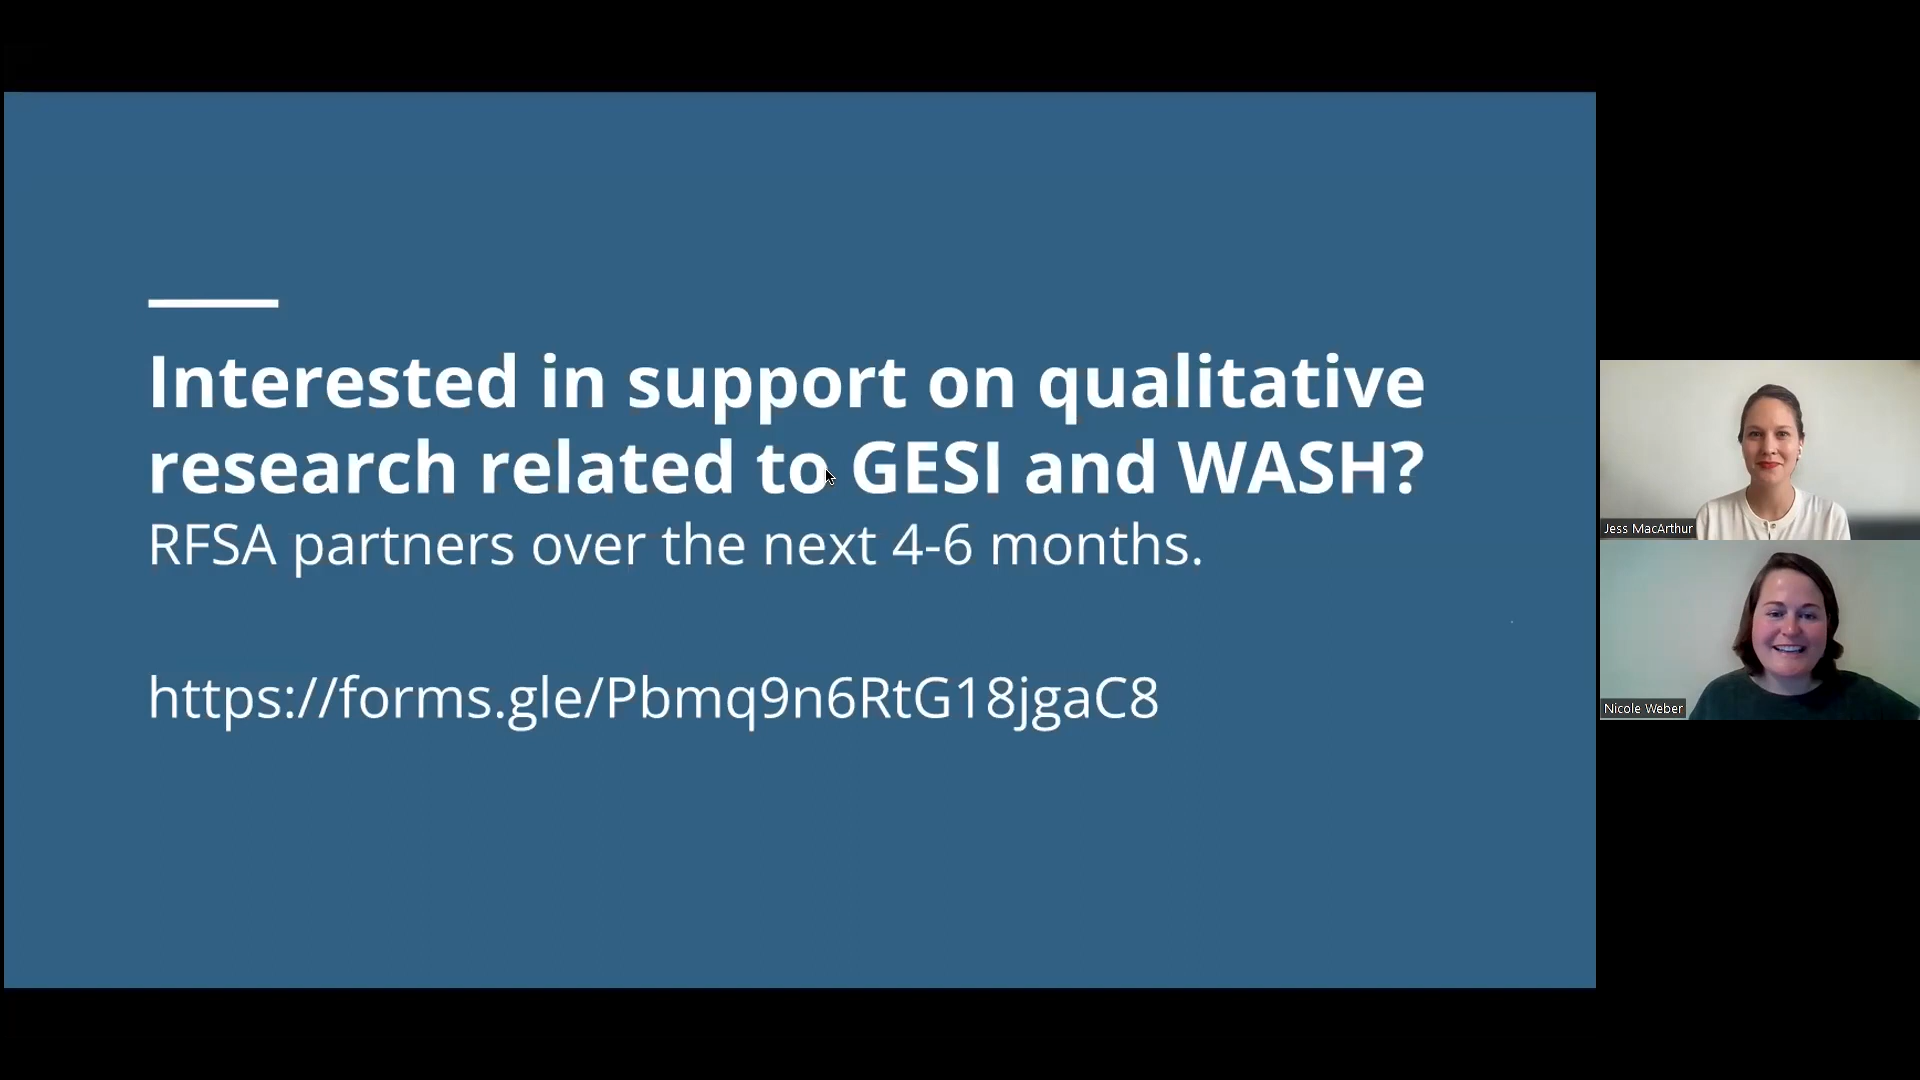 Interested in support on qualitative
research related to GESI and WASH?
RFSA partners over the next 4-6 months.
https://forms.gle/Pbmq9n6RtG18jgaC8
Jess MacArthur
Nicole Weber